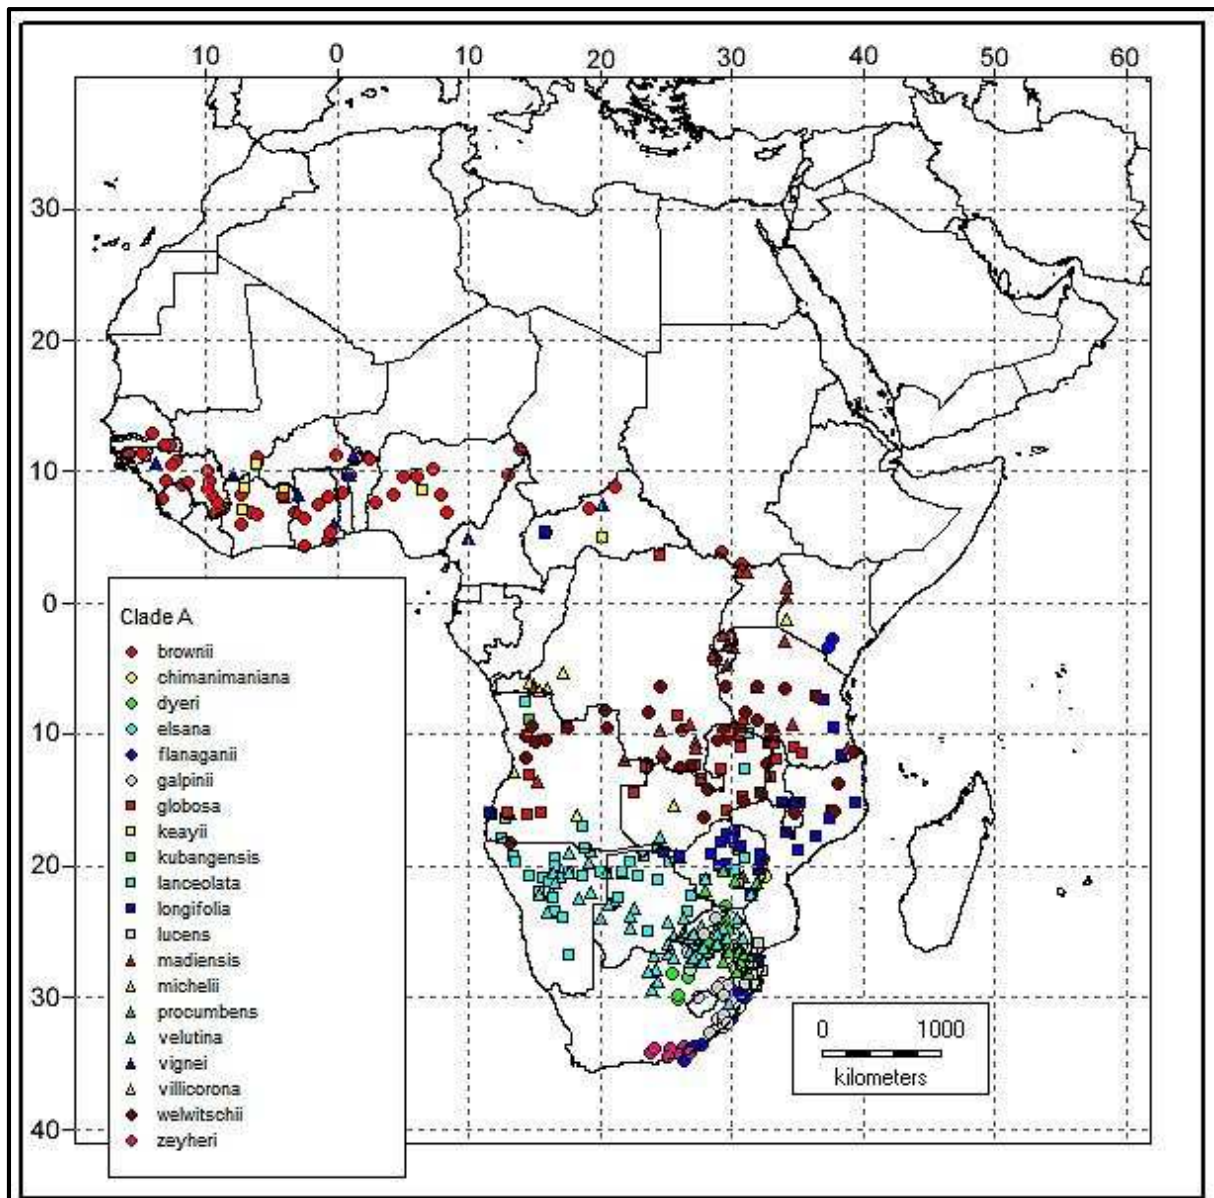 10 0 10 20 30 40 50 60
30
20
10
0
10
20
30
40
Clade A
brownii
chimanimaniana
dyeri
elsana
flanaganii
galpinii
globosa
keayii
kubangensis
lanceolata
longifolia
lucens
madiensis
michelii
procumbens
velutina
vignei
villicorona
welwitschii
zeyheri
0 1000
kilometers